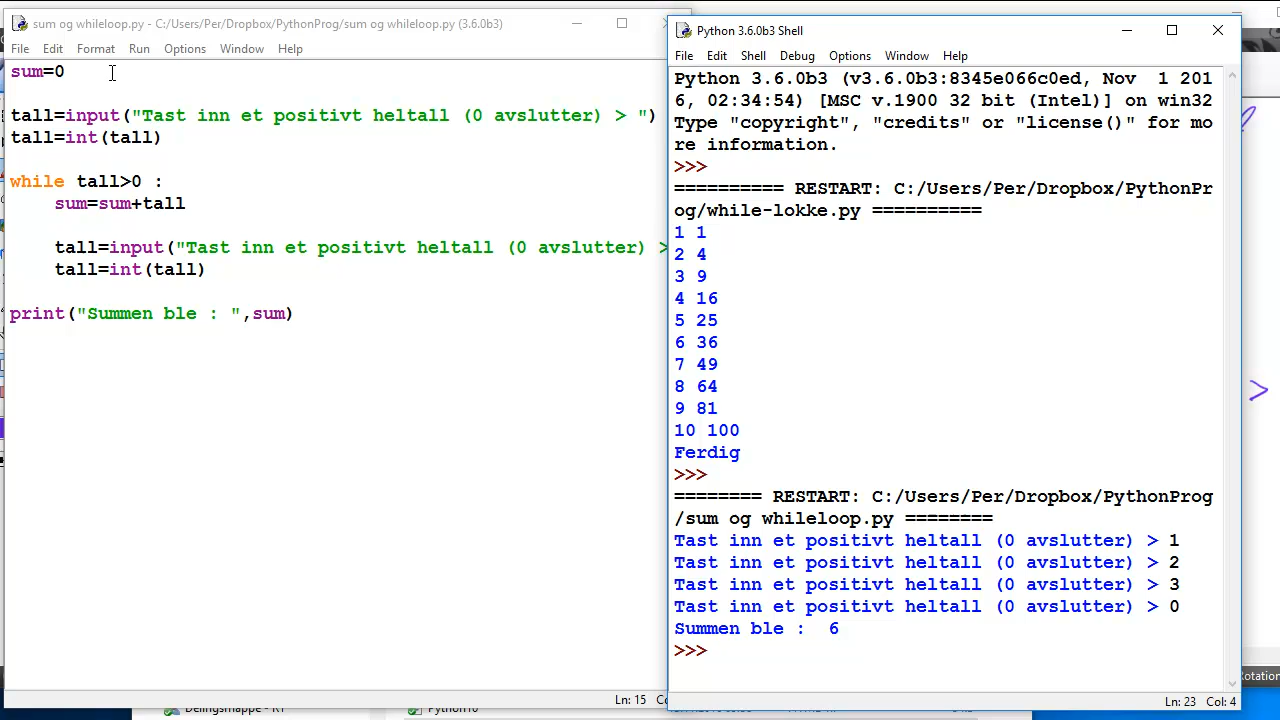 sum og whileloop.py - C:/Users/Per/Dropbox/PythonProg/sum og whileloop.py (3.6.0b3)
File Edit Format Run Options Window Help
sum=0
tall=input("Tast inn et positivt heltall (0 avslutter) > ")
tall=int(tall)
while tall>0 :
sum=sum+tall
tall=input("Tast inn et positivt heltall (0 avslutter) >
tall=int(tall)
print("Summen ble : ",sum)
Ln: 15
Python 3.6.0b3 Shell
File Edit Shell Debug Options Window Help
Python 3.6.0b3 (v3.6.0b3:8345e066c0ed, Nov  1 201
6, 02:34:54) [MSC v.1900 32 bit (Intel)] on win32
Type "copyright", "credits" or "license()" for mo
re information.
>>>
========== RESTART: C:/Users/Per/Dropbox/PythonPr
og/while-lokke.py ==========
1 1
2 4
3 9
4 16
5 25
6 36
7 49
8 64
9 81
10 100
Ferdig
>>>
======== RESTART: C:/Users/Per/Dropbox/PythonProg
/sum og whileloop.py ========
Tast inn et positivt heltall (0 avslutter) > 1
Tast inn et positivt heltall (0 avslutter) > 2
Tast inn et positivt heltall (0 avslutter) > 3
Tast inn et positivt heltall (0 avslutter) > 0
Summen ble :  6
>>>
Ln: 23 Col: 4
Delingsmappe - R1
Python10